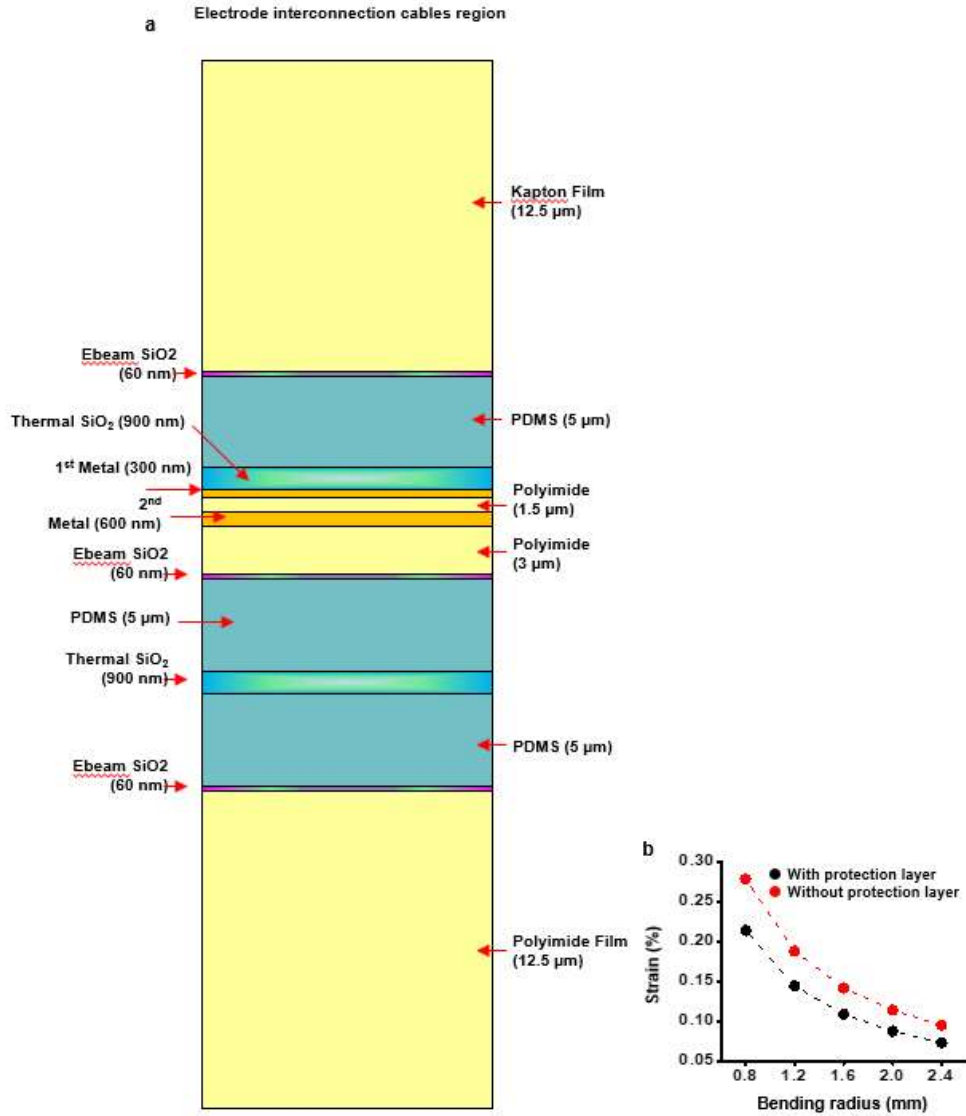 Electrode interconnection cables region
a
Kapton Film
(12.5 µm)
Ebeam SiO2
(60 nm)
PDMS (5 µm)
Thermal SiO₂ (900 nm)
1st Metal (300 nm)
Polyimide
(1.5 µm)
2nd
Metal (600 nm)
Polyimide
(3 µm)
Ebeam SiO2
(60 nm)
PDMS (5 µm)
Thermal SiO₂
(900 nm)
PDMS (5 µm)
Ebeam SiO2
(60 nm)
Polyimide Film
(12.5 µm)
b
With protection layer
Without protection layer
Strain (%)
0.30
0.25
0.20
0.15
0.10
0.05
0.8 1.2 1.6 2.0 2.4
Bending radius (mm)